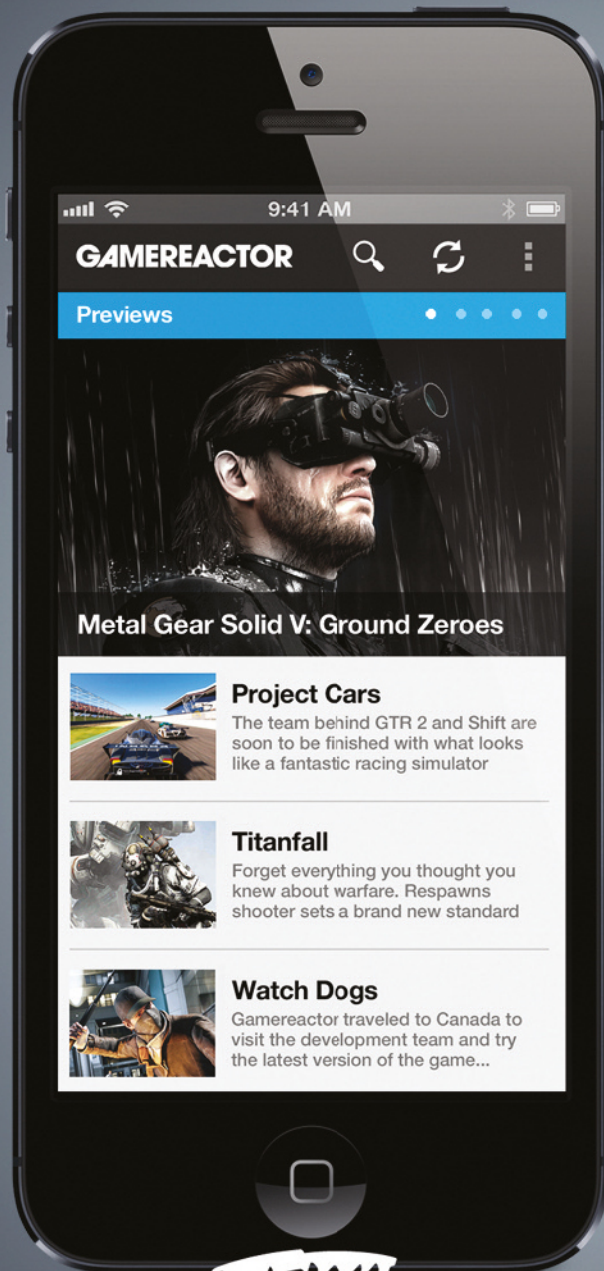 9:41 AM
GAMEREACTOR
Previews
Metal Gear Solid V: Ground Zeroes
Project Cars
The team behind GTR 2 and Shift are
soon to be finished with what looks
like a fantastic racing simulator
Titanfall
Forget everything you thought you
knew about warfare. Respawns
shooter sets a brand new standard
Watch Dogs
Gamereactor traveled to Canada to
visit the development team and try
the latest version of the game...